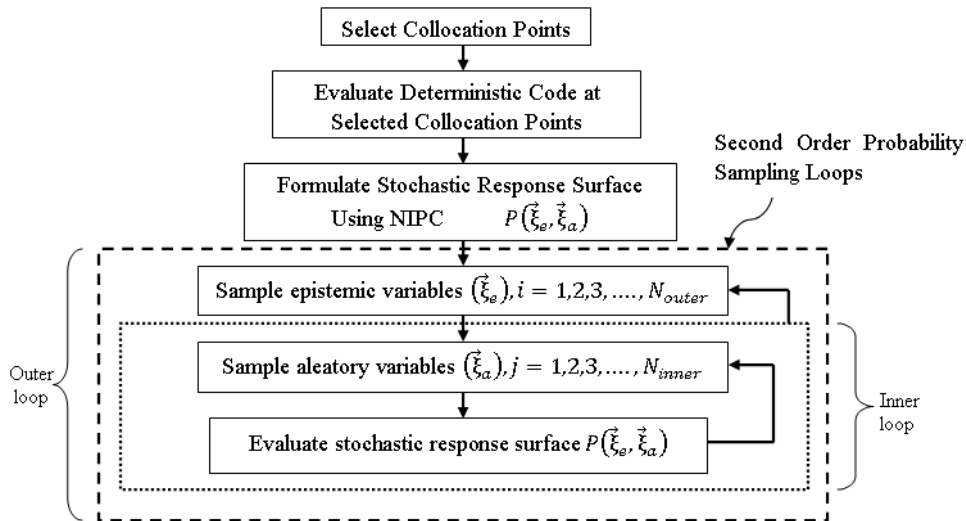 Select Collocation Points
Evaluate Deterministic Code at
Selected Collocation Points
Second Order Probability
Sampling Loops
Formulate Stochastic Response Surface
Using NIPC P(ξ⃗ₑ, ξ⃗ₐ)
Sample epistemic variables (ξ⃗ₑ), i = 1,2,3, ...., N_outer
Sample aleatory variables (ξ⃗ₐ), j = 1,2,3, ...., N_inner
Outer
loop
Inner
loop
Evaluate stochastic response surface P(ξ⃗ₑ, ξ⃗ₐ)